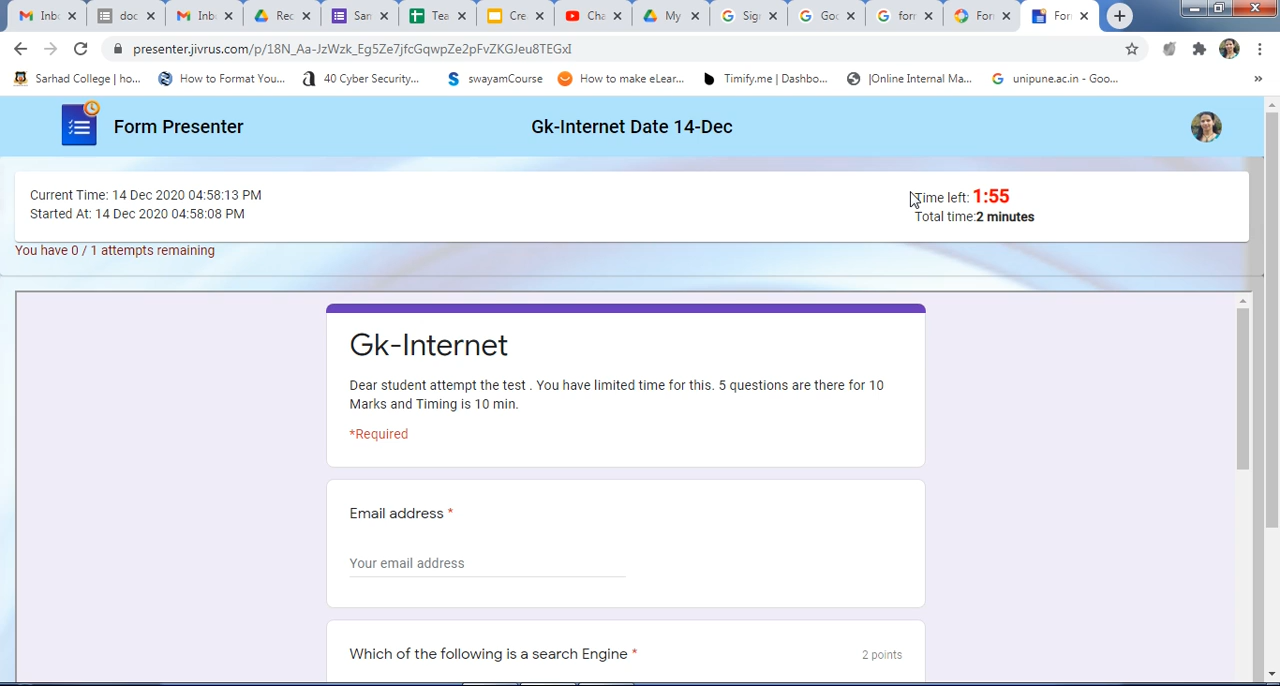 Inb
doc
Inb
Rec
San
Tea
Cre
Cha
My
Sig
Goo
form
For
For
presenter.jivrus.com/p/18N_Aa-JzWzk_Eg5Ze7jfcGqwpZe2pFvZKGJeu8TEGxI
Sarhad College | ho...
How to Format You...
40 Cyber Security...
swayamCourse
How to make eLear...
Timify.me | Dashbo...
|Online Internal Ma...
unipune.ac.in - Goo...
»
Form Presenter
Gk-Internet Date 14-Dec
Current Time: 14 Dec 2020 04:58:13 PM
Started At: 14 Dec 2020 04:58:08 PM
Time left: 1:55
Total time:2 minutes
You have 0 / 1 attempts remaining
Gk-Internet
Dear student attempt the test . You have limited time for this. 5 questions are there for 10
Marks and Timing is 10 min.
*Required
Email address *
Your email address
Which of the following is a search Engine *
2 points